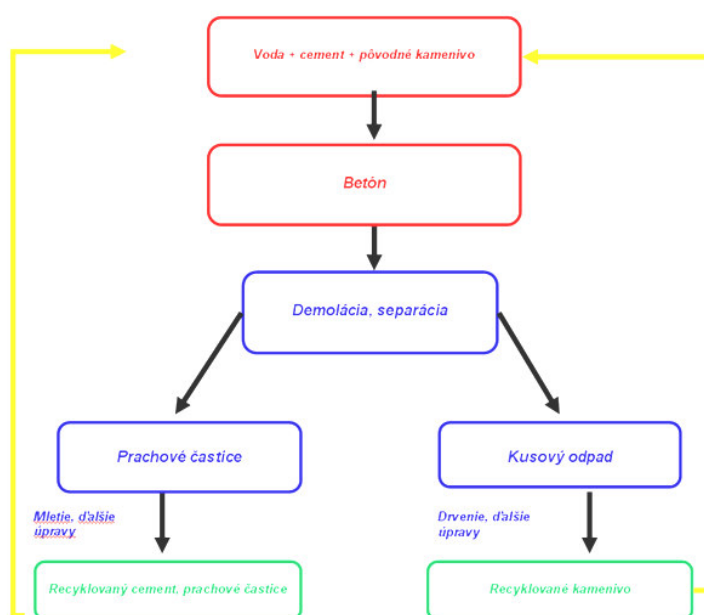 Voda + cement + pôvodné kamenivo
Betón
Demolácia, separácia
Prachové častice
Kusový odpad
Mletie, ďalšie
úpravy
Drvenie, ďalšie
úpravy
Recyklovaný cement, prachové častice
Recyklované kamenivo